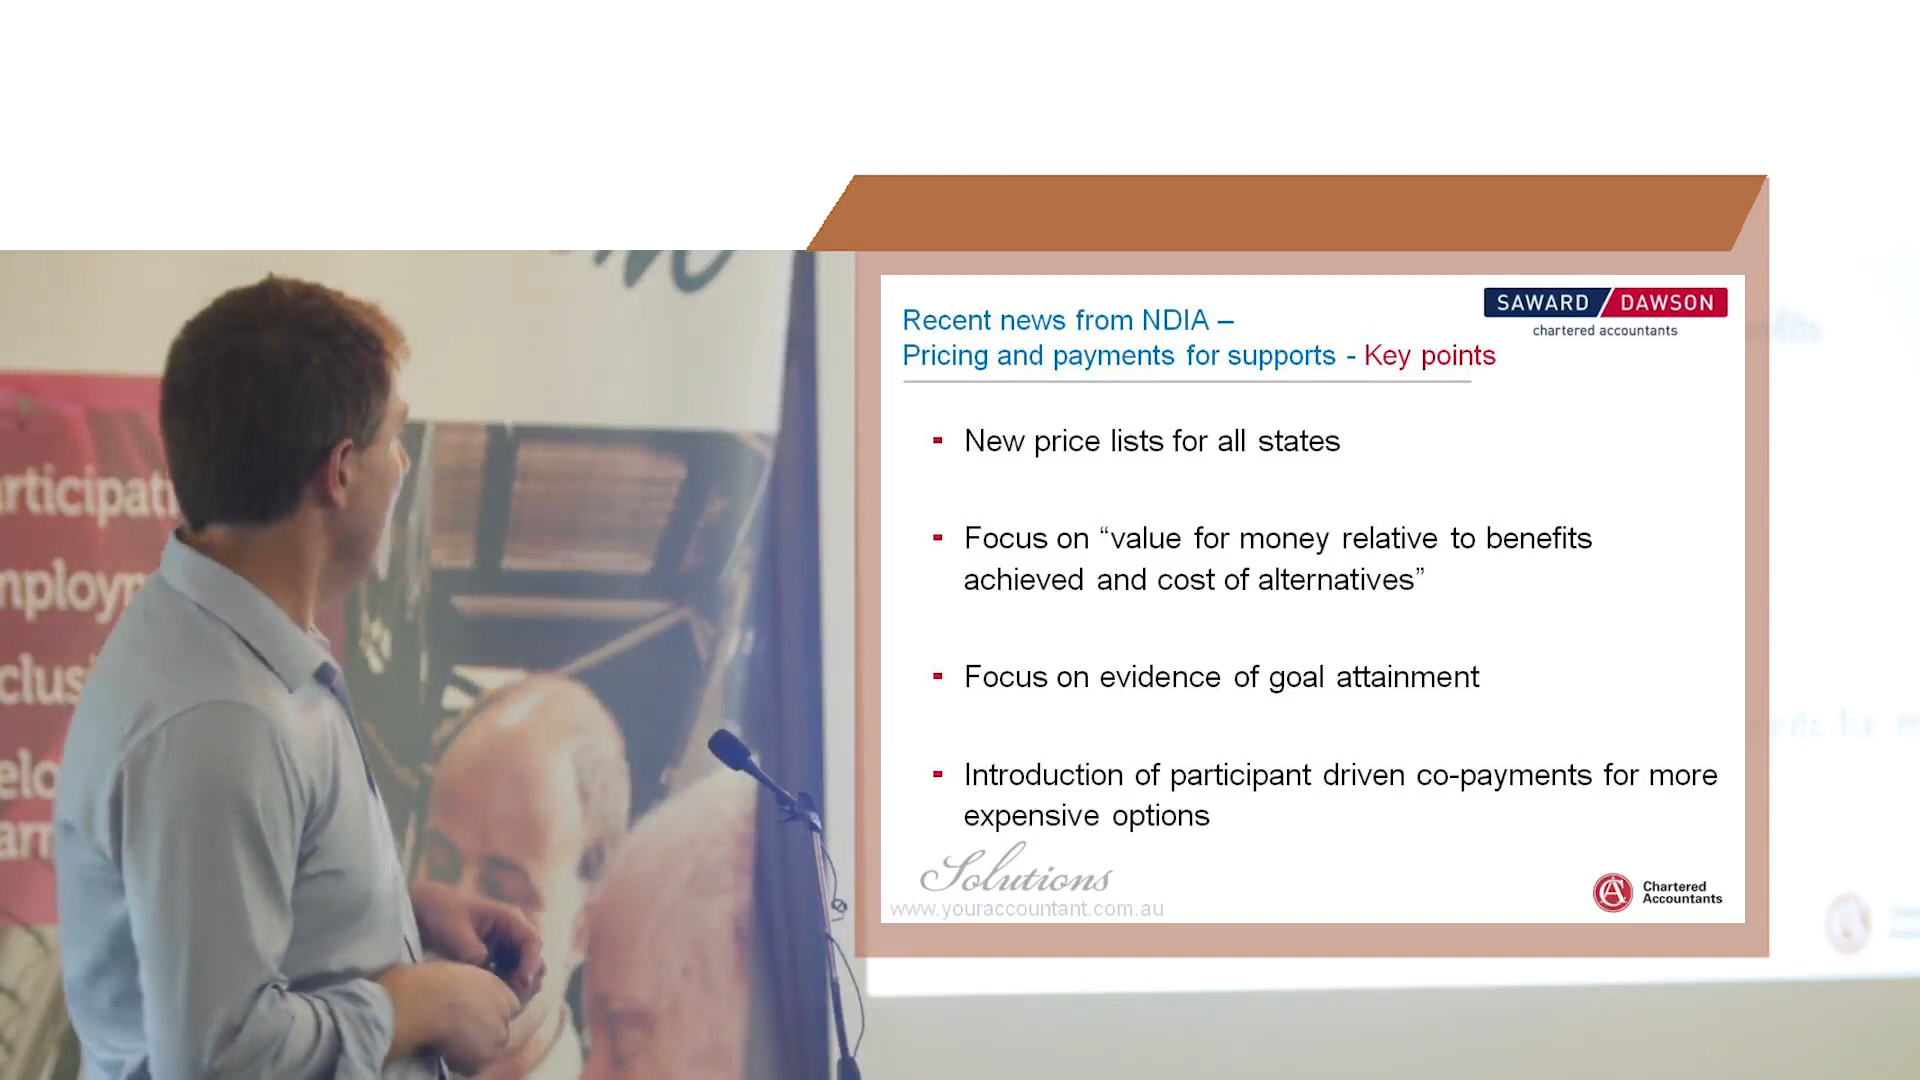 SAWARD DAWSON
chartered accountants
Recent news from NDIA –
Pricing and payments for supports - Key points
New price lists for all states
Focus on “value for money relative to benefits
achieved and cost of alternatives”
Focus on evidence of goal attainment
Introduction of participant driven co-payments for more
expensive options
Solutions
www.youraccountant.com.au
Chartered
Accountants